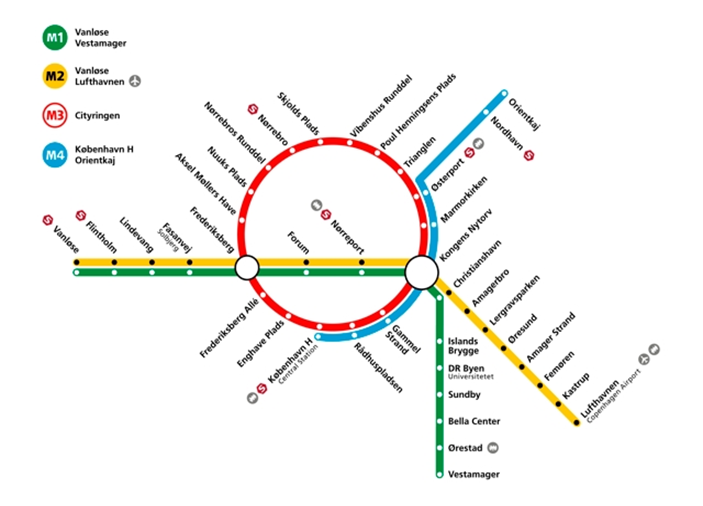 M1
Vanløse
Vestamager
M2
Vanløse
Lufthavnen
M3
Cityringen
M4
København H
Orientkaj
S
Vanløse
S
Flintholm
Lindevang
Fasanvej
Solbjerg
Frederiksberg
Aksel Møllers Have
Nuuks Plads
Nørrebros Runddel
S
Nørrebro
Skjolds Plads
Vibenshus Runddel
Poul Henningsens Plads
Trianglen
Østerport
S
Nordhavn
S
Orientkaj
Marmorkirken
Kongens Nytorv
Forum
S
Nørreport
Frederiksberg Allé
Enghave Plads
S
København H
Central Station
Rådhuspladsen
Gammel
Strand
Christianshavn
Amagerbro
Lergravsparken
Øresund
Amager Strand
Femøren
Kastrup
Lufthavnen
Copenhagen Airport
Islands
Brygge
DR Byen
Universitetet
Sundby
Bella Center
Ørestad
Vestamager